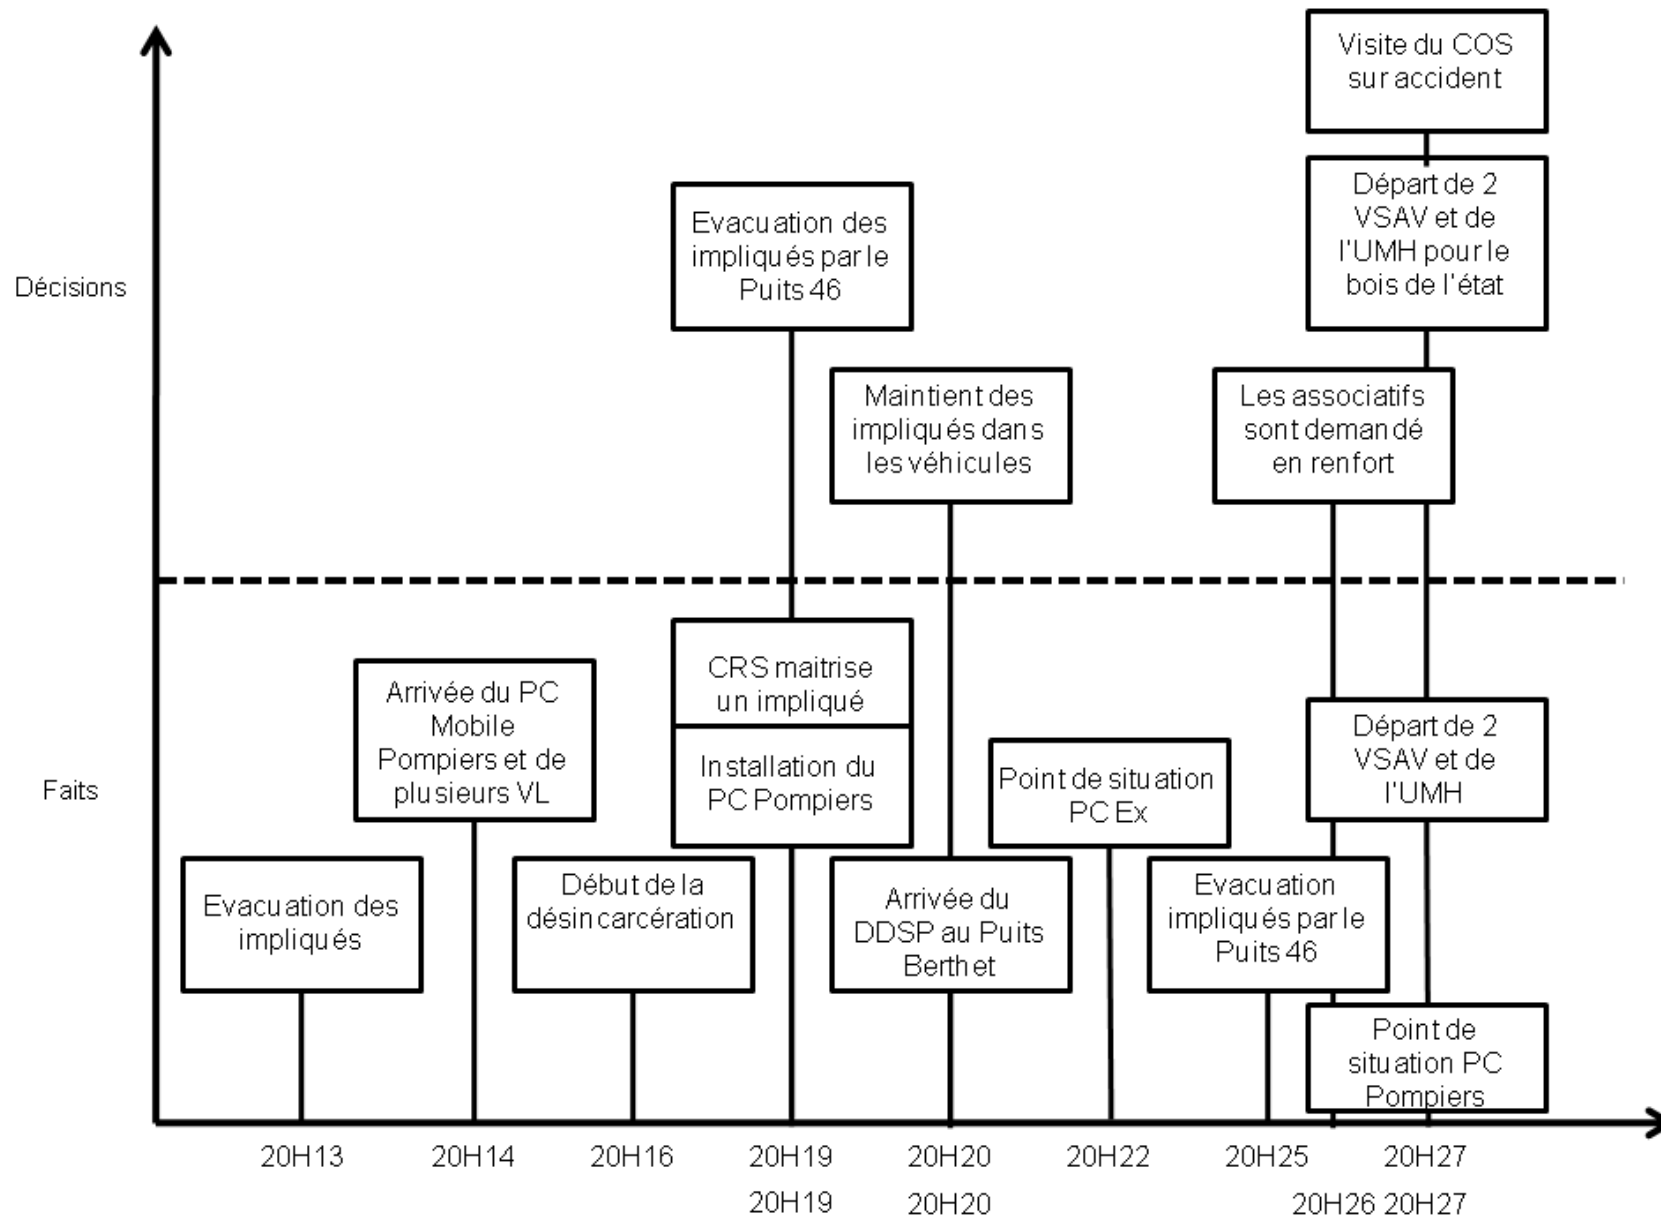 Visite du COS
sur accident
Départ de 2
VSAV et de
l'UMH pour le
bois de l'état
Evacuation des
impliqués par le
Puits 46
Décisions
Maintient des
impliqués dans
les véhicules
Les associatifs
sont demandé
en renfort
CRS maitrise
un impliqué
Arrivée du PC
Mobile
Pompiers et de
plusieurs VL
Installation du
PC Pompiers
Point de situation
PC Ex
Départ de 2
VSAV et de
l'UMH
Faits
Evacuation des
impliqués
Début de la
désincarcération
Arrivée du
DDSP au Puits
Berthet
Evacuation
impliqués par le
Puits 46
Point de
situation PC
Pompiers
20H13 20H14 20H16 20H19 20H20 20H22 20H25 20H27
20H19 20H20 20H26 20H27